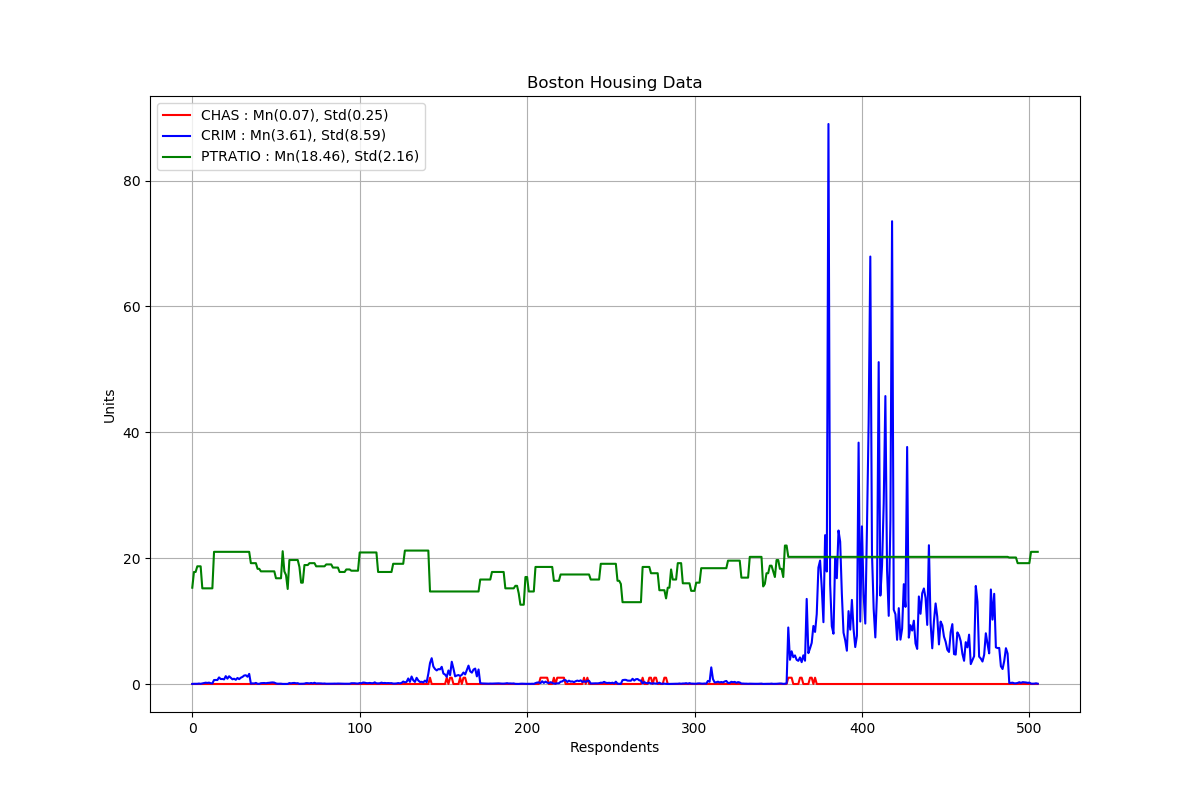 Boston Housing Data
CHAS : Mn(0.07), Std(0.25)
CRIM : Mn(3.61), Std(8.59)
PTRATIO : Mn(18.46), Std(2.16)
80
60
40
20
0
Units
0 100 200 300 400 500
Respondents